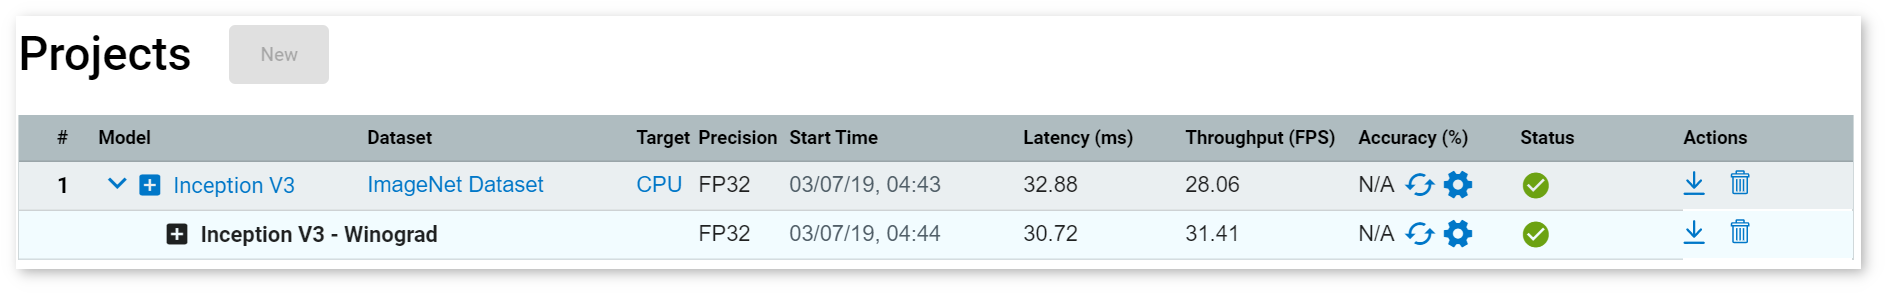 Projects New
# Model Dataset Target Precision Start Time Latency (ms) Throughput (FPS) Accuracy (%) Status Actions
1 Inception V3 ImageNet Dataset CPU FP32 03/07/19, 04:43 32.88 28.06 N/A
Inception V3 - Winograd FP32 03/07/19, 04:44 30.72 31.41 N/A